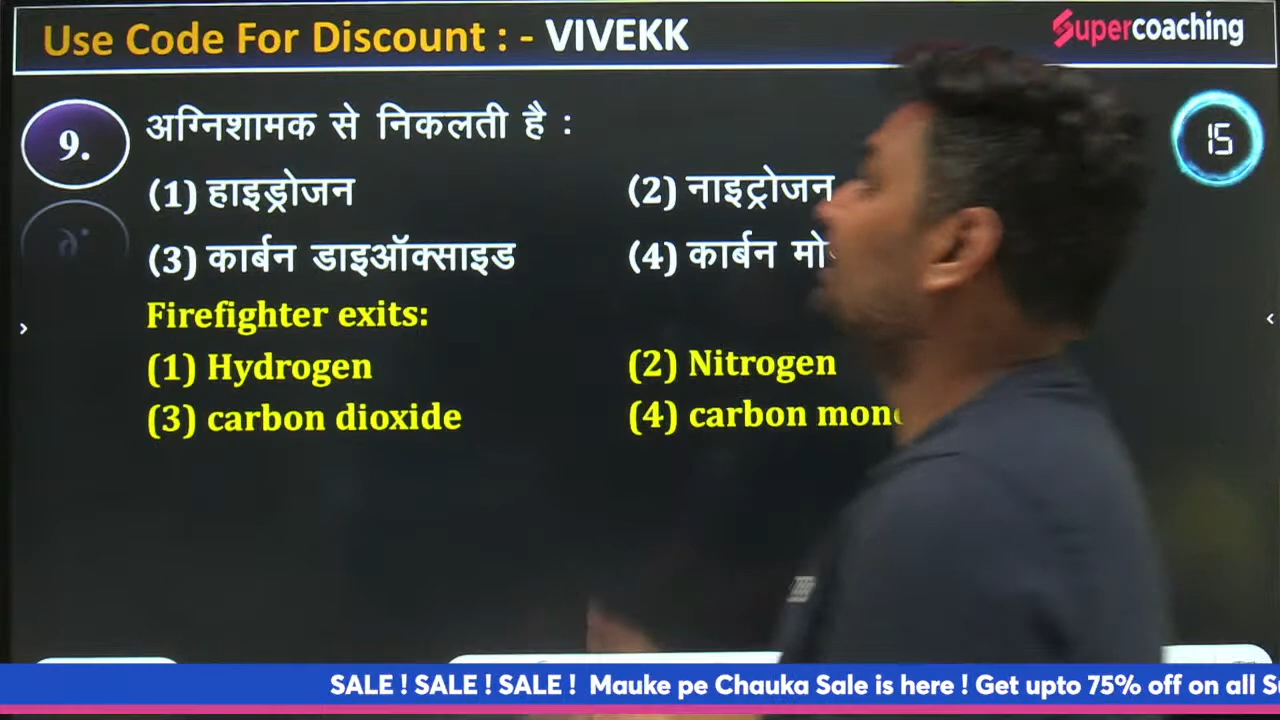 Use Code For Discount : - VIVEKK
Supercoaching
9.
15
अग्निशामक से निकलती है :
(1) हाइड्रोजन
(2) नाइट्रोजन
(3) कार्बन डाइऑक्साइड
(4) कार्बन
Firefighter exits:
(1) Hydrogen
(2) Nitrogen
(3) carbon dioxide
(4) carbon
SALE ! SALE ! SALE ! Mauke pe Chauka Sale is here ! Get upto 75% off on all